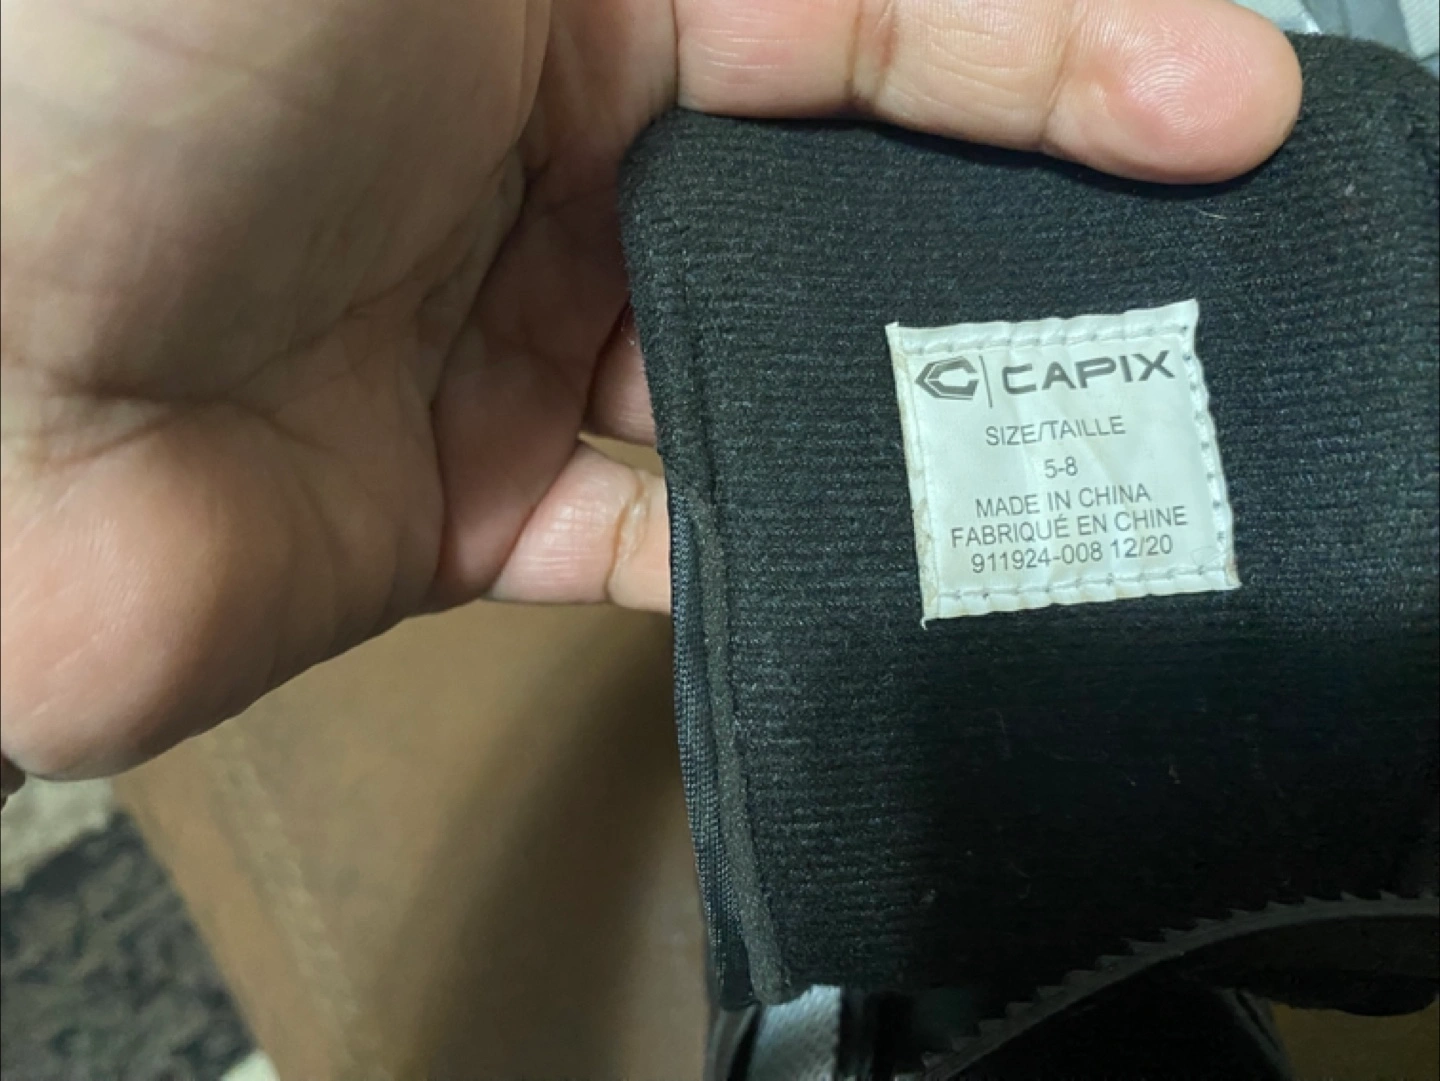 CAPIX
SIZE/TAILLE
5-8
MADE IN CHINA
FABRIQUÉ EN CHINE
911924-008 12/20